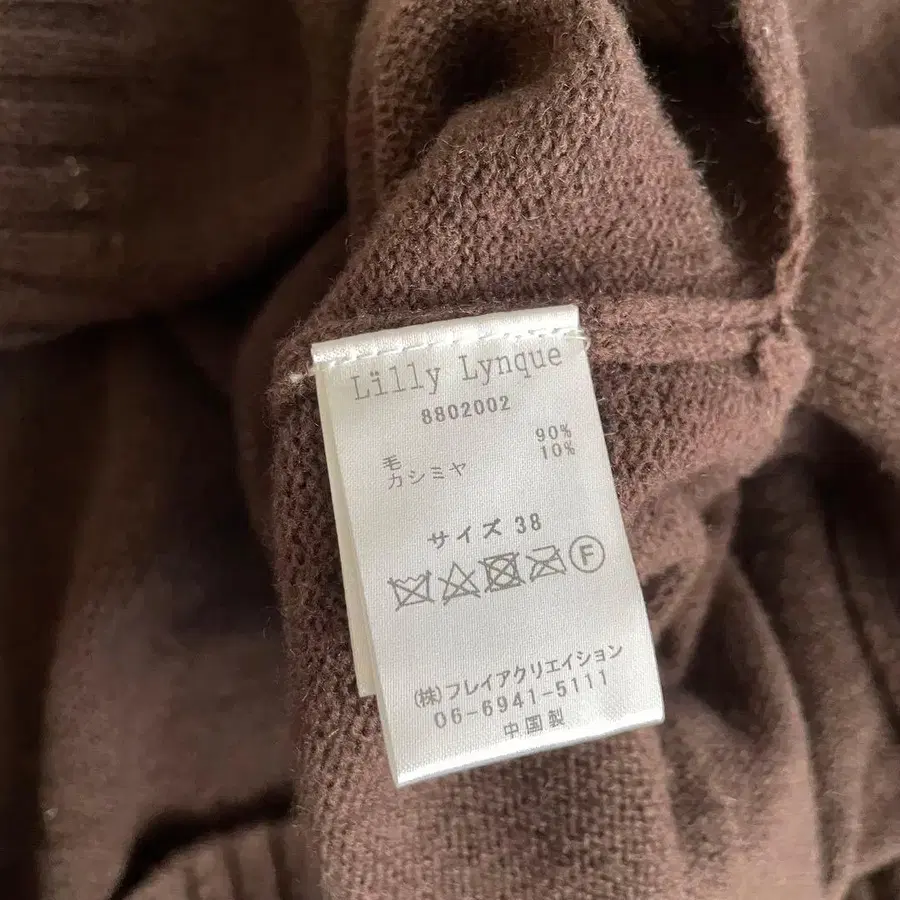 Lïlly Lynque
8802002
毛 90%
カシミヤ 10%
サイズ 38
F
(株)フレイアクリエイション
06-6941-5111
中国製